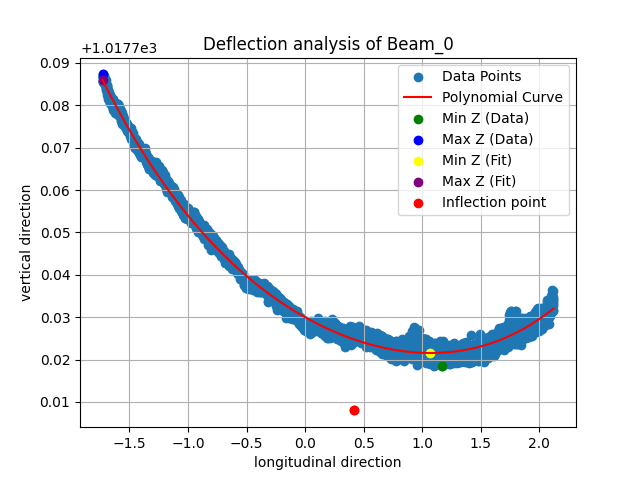 Deflection analysis of Beam_0
+1.0177e3
0.09
0.08
0.07
0.06
0.05
0.04
0.03
0.02
0.01
vertical direction
Data Points
Polynomial Curve
Min Z (Data)
Max Z (Data)
Min Z (Fit)
Max Z (Fit)
Inflection point
−1.5 −1.0 −0.5 0.0 0.5 1.0 1.5 2.0
longitudinal direction